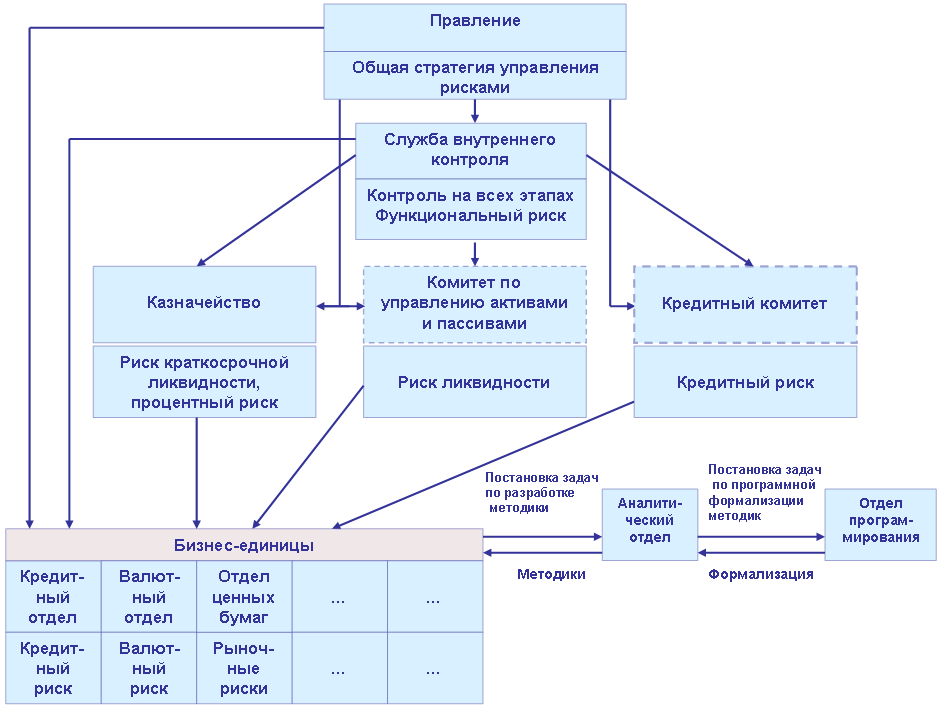 Правление
Общая стратегия управления
рисками
Служба внутреннего
контроля
Контроль на всех этапах
Функциональный риск
Казначейство
Комитет по
управлению активами
и пассивами
Кредитный комитет
Риск краткосрочной
ликвидности,
процентный риск
Риск ликвидности
Кредитный риск
Постановка задач
по разработке
методики
Аналити-
ческий
отдел
Постановка задач
по программной
формализации
методик
Отдел
програм-
мирования
Методики
Формализация
Бизнес-единицы
Кредит-
ный
отдел
Валют-
ный
отдел
Отдел
ценных
бумаг
...
...
Кредит-
ный
риск
Валют-
ный
риск
Рыноч-
ные
риски
...
...